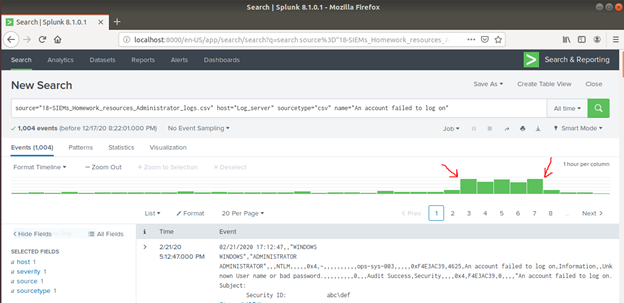 Search | Splunk 8.1.0.1 - Mozilla Firefox
Search | Splunk 8.1.0.1
localhost:8000/en-US/app/search/search?q=search source%3D"18-SIEMs_Homework_resources_
Search Analytics Datasets Reports Alerts Dashboards Search & Reporting
New Search Save As Create Table View Close
source="18-SIEMs_Homework_resources_Administrator_logs.csv" host="Log_server" sourcetype="csv" name="An account failed to log on" All time
1,004 events (before 12/17/20 8:22:01.000 PM) No Event Sampling Job Smart Mode
Events (1,004) Patterns Statistics Visualization
Format Timeline − Zoom Out + Zoom to Selection × Deselect 1 hour per column
List Format 20 Per Page < Prev 1 2 3 4 5 6 7 8 ... Next >
< Hide Fields All Fields i Time Event
SELECTED FIELDS
a host 1
a severity 1
a source 1
a sourcetype 1
> 2/21/20 02/21/2020 17:12:47,,"WINDOWS
5:12:47.000 PM WINDOWS","ADMINISTRATOR
ADMINISTRATOR",,,NTLM,,,,,0x4,-,,,,,,,,,,ops-sys-003,,,,,0xF4E3AC39,4625,An account failed to log on,Information,,Unk
nown User name or bad password.,,,,,,,,,0,,,Audit Success,Security,,,,0x4,F4E3AC39,0,,,,"An account failed to log on.
Subject:
Security ID: abc\def